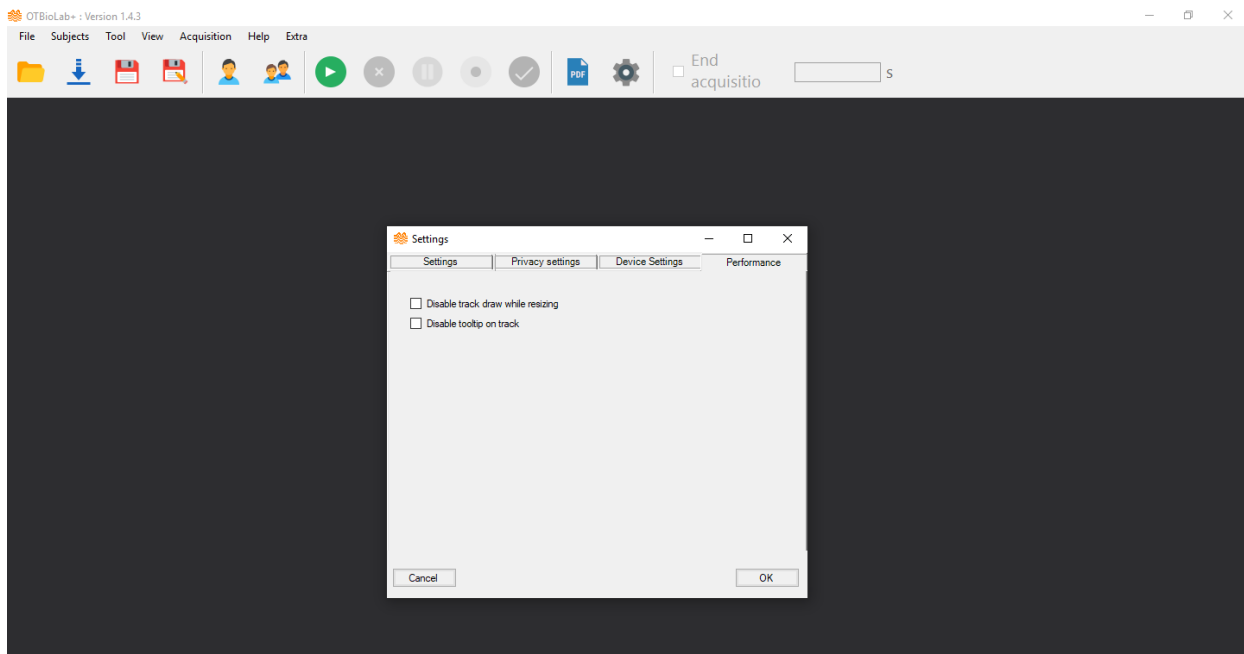 OTBioLab+ : Version 1.4.3
File Subjects Tool View Acquisition Help Extra
PDF
End
acquisitio
s
Settings
Settings Privacy settings Device Settings Performance
Disable track draw while resizing
Disable tooltip on track
Cancel OK